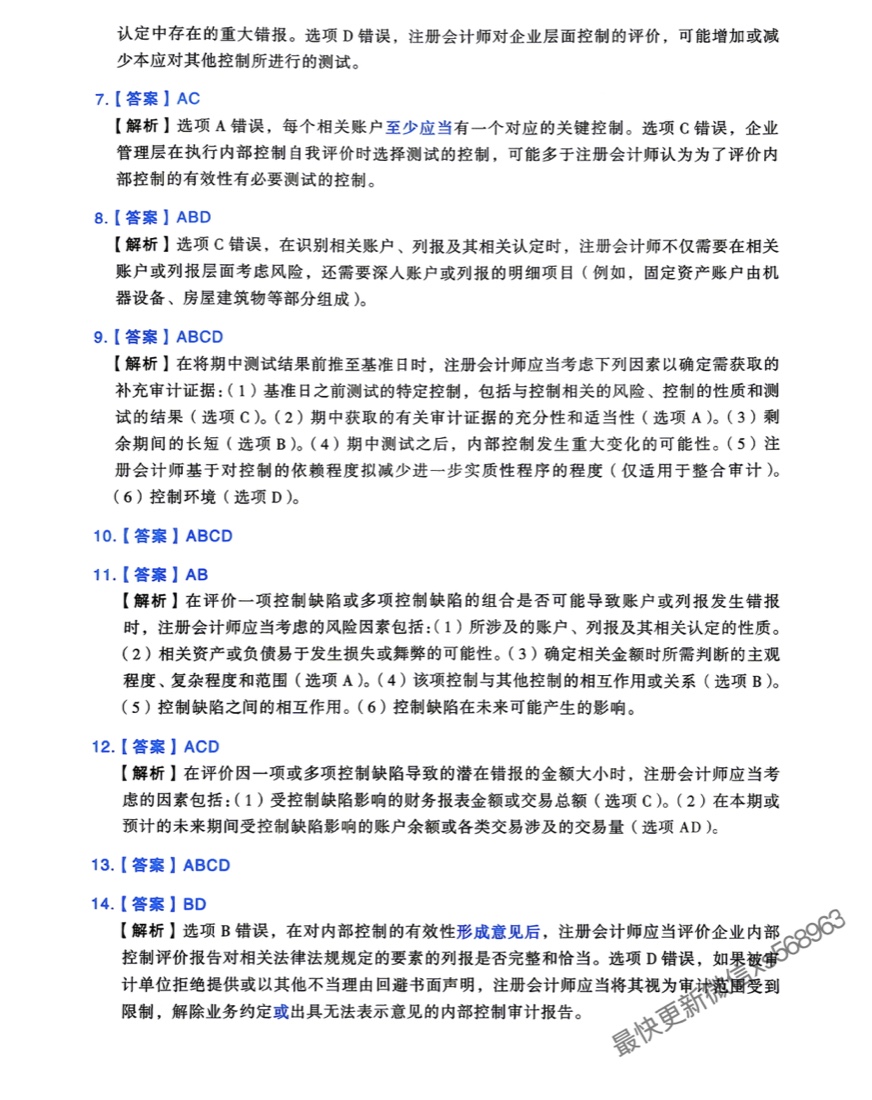 认定中存在的重大错报。选项 D 错误，注册会计师对企业层面控制的评价，可能增加或减
少本应对其他控制所进行的测试。
7.【答案】AC
【解析】选项 A 错误，每个相关账户至少应当有一个对应的关键控制。选项 C 错误，企业
管理层在执行内部控制自我评价时选择测试的控制，可能多于注册会计师认为为了评价内
部控制的有效性有必要测试的控制。
8.【答案】ABD
【解析】选项 C 错误，在识别相关账户、列报及其相关认定时，注册会计师不仅需要在相关
账户或列报层面考虑风险，还需要深入账户或列报的明细项目（例如，固定资产账户由机
器设备、房屋建筑物等部分组成）。
9.【答案】ABCD
【解析】在将期中测试结果前推至基准日时，注册会计师应当考虑下列因素以确定需获取的
补充审计证据：（1）基准日之前测试的特定控制，包括与控制相关的风险、控制的性质和测
试的结果（选项 C）。（2）期中获取的有关审计证据的充分性和适当性（选项 A）。（3）剩
余期间的长短（选项 B）。（4）期中测试之后，内部控制发生重大变化的可能性。（5）注
册会计师基于对控制的依赖程度拟减少进一步实质性程序的程度（仅适用于整合审计）。
（6）控制环境（选项 D）。
10.【答案】ABCD
11.【答案】AB
【解析】在评价一项控制缺陷或多项控制缺陷的组合是否可能导致账户或列报发生错报
时，注册会计师应当考虑的风险因素包括：（1）所涉及的账户、列报及其相关认定的性质。
（2）相关资产或负债易于发生损失或舞弊的可能性。（3）确定相关金额时所需判断的主观
程度、复杂程度和范围（选项 A）。（4）该项控制与其他控制的相互作用或关系（选项 B）。
（5）控制缺陷之间的相互作用。（6）控制缺陷在未来可能产生的影响。
12.【答案】ACD
【解析】在评价因一项或多项控制缺陷导致的潜在错报的金额大小时，注册会计师应当考
虑的因素包括：（1）受控制缺陷影响的财务报表金额或交易总额（选项 C）。（2）在本期或
预计的未来期间受控制缺陷影响的账户余额或各类交易涉及的交易量（选项 AD）。
13.【答案】ABCD
14.【答案】BD
【解析】选项 B 错误，在对内部控制的有效性形成意见后，注册会计师应当评价企业内部
控制评价报告对相关法律法规规定的要素的列报是否完整和恰当。选项 D 错误，如果被审
计单位拒绝提供或以其他不当理由回避书面声明，注册会计师应当将其视为审计范围受到
限制，解除业务约定或出具无法表示意见的内部控制审计报告。